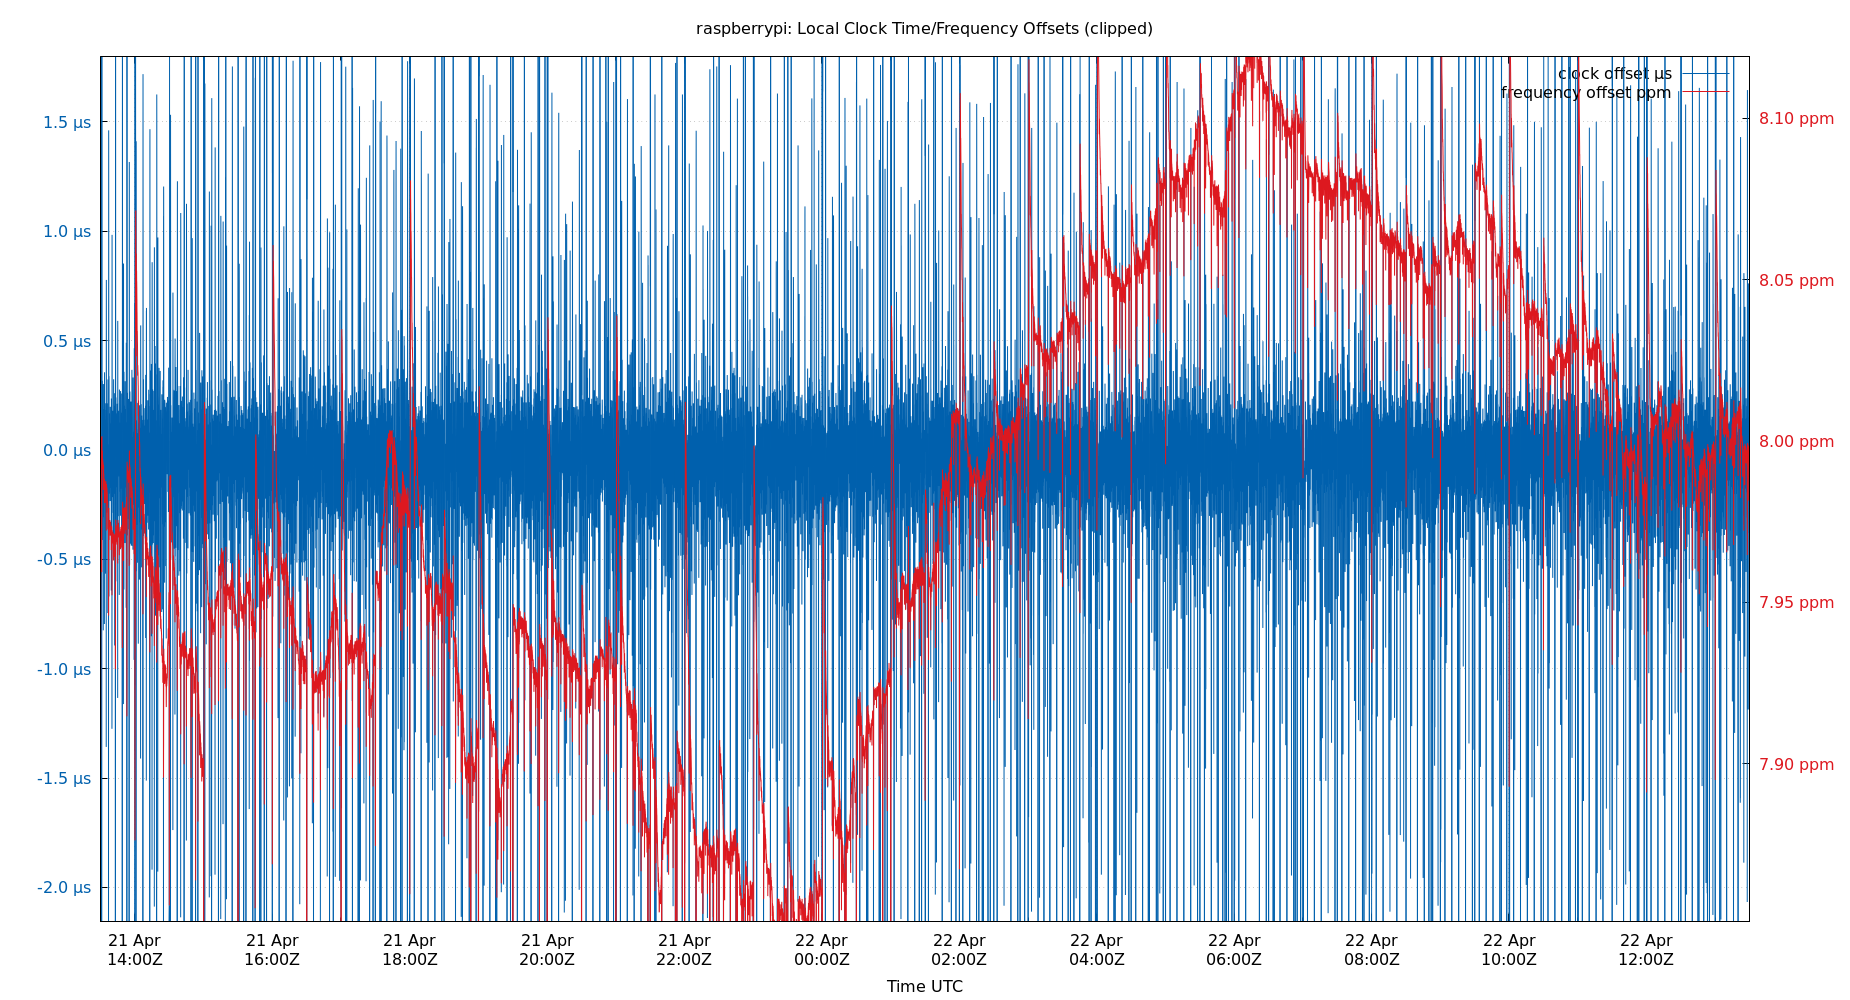 raspberrypi: Local Clock Time/Frequency Offsets (clipped)
clock offset μs
frequency offset ppm
1.5 μs
1.0 μs
0.5 μs
0.0 μs
-0.5 μs
-1.0 μs
-1.5 μs
-2.0 μs
8.10 ppm
8.05 ppm
8.00 ppm
7.95 ppm
7.90 ppm
21 Apr 21 Apr 21 Apr 21 Apr 21 Apr 22 Apr 22 Apr 22 Apr 22 Apr 22 Apr 22 Apr 22 Apr
14:00Z 16:00Z 18:00Z 20:00Z 22:00Z 00:00Z 02:00Z 04:00Z 06:00Z 08:00Z 10:00Z 12:00Z
Time UTC